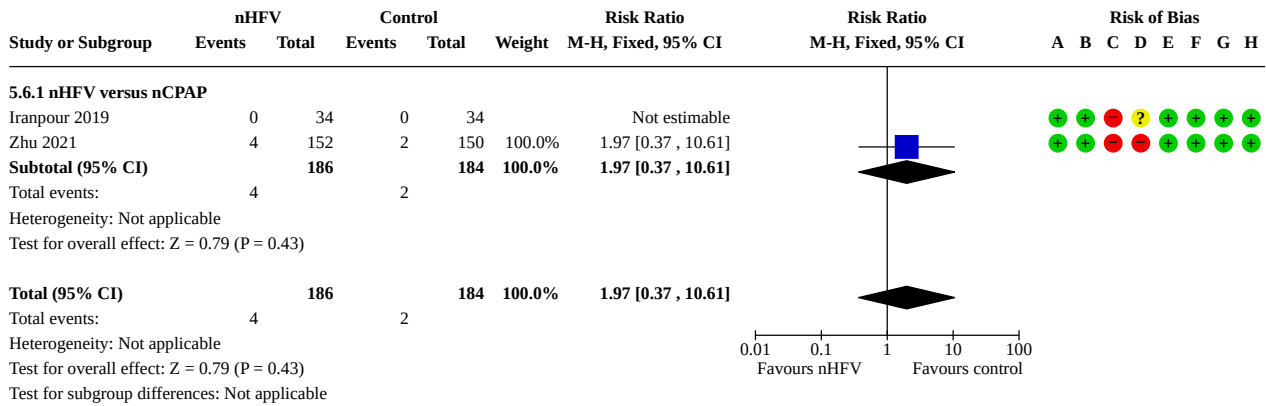 nHFV Control Risk Ratio Risk Ratio Risk of Bias
Study or Subgroup Events Total Events Total Weight M-H, Fixed, 95% CI M-H, Fixed, 95% CI A B C D E F G H
5.6.1 nHFV versus nCPAP
Iranpour 2019 0 34 0 34 Not estimable + + − ? + + + +
Zhu 2021 4 152 2 150 100.0% 1.97 [0.37 , 10.61] + + − − + + + +
Subtotal (95% CI) 186 184 100.0% 1.97 [0.37 , 10.61]
Total events: 4 2
Heterogeneity: Not applicable
Test for overall effect: Z = 0.79 (P = 0.43)
Total (95% CI) 186 184 100.0% 1.97 [0.37 , 10.61]
Total events: 4 2
Heterogeneity: Not applicable
0.01 0.1 1 10 100
Test for overall effect: Z = 0.79 (P = 0.43) Favours nHFV Favours control
Test for subgroup differences: Not applicable